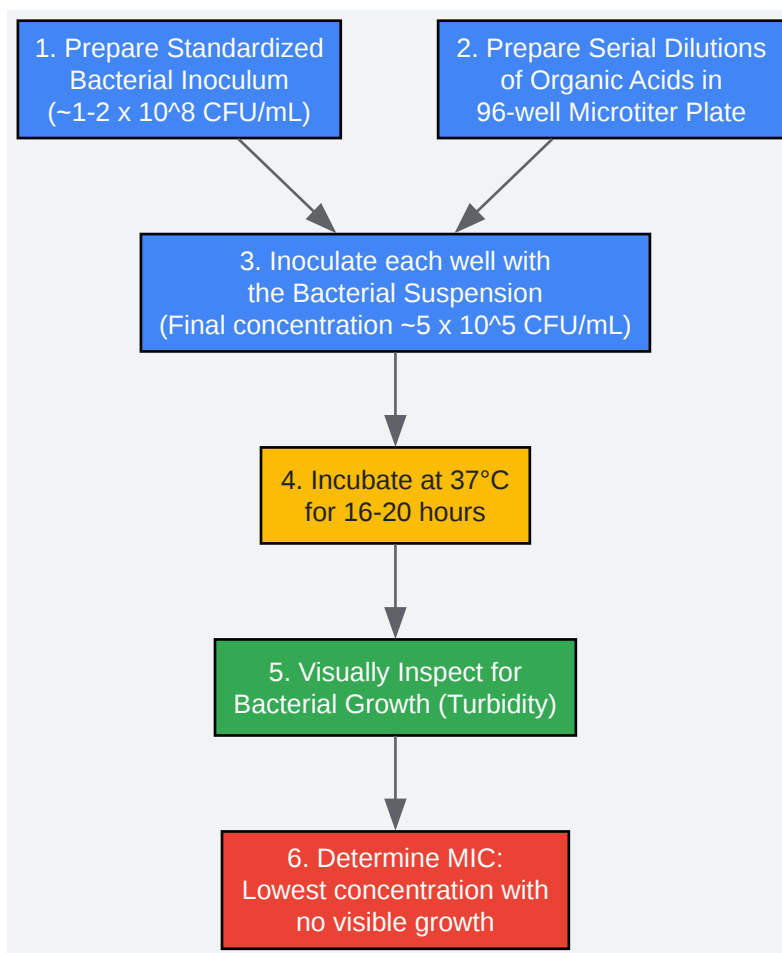 1. Prepare Standardized
Bacterial Inoculum
(~1-2 x 10^8 CFU/mL)
2. Prepare Serial Dilutions
of Organic Acids in
96-well Microtiter Plate
3. Inoculate each well with
the Bacterial Suspension
(Final concentration ~5 x 10^5 CFU/mL)
4. Incubate at 37°C
for 16-20 hours
5. Visually Inspect for
Bacterial Growth (Turbidity)
6. Determine MIC:
Lowest concentration with
no visible growth